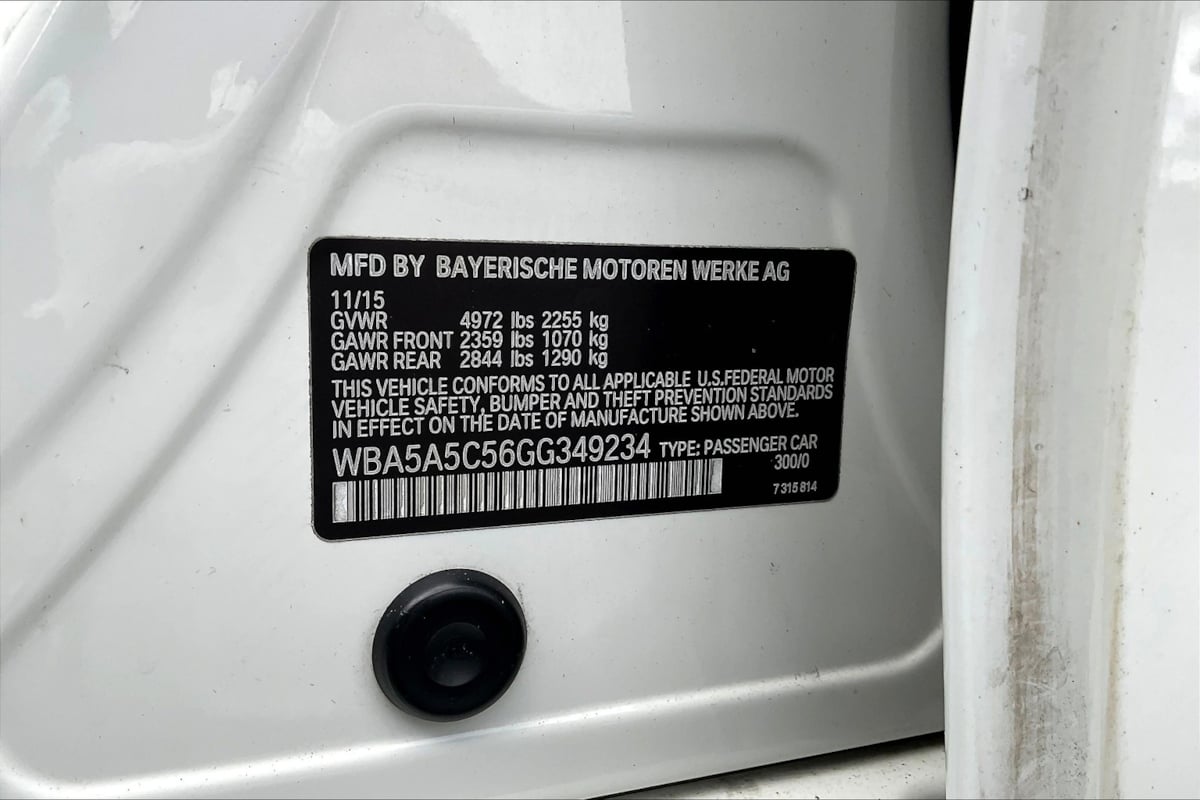 MFD BY BAYERISCHE MOTOREN WERKE AG
11/15
GVWR 4972 lbs 2255 kg
GAWR FRONT 2359 lbs 1070 kg
GAWR REAR 2844 lbs 1290 kg
THIS VEHICLE CONFORMS TO ALL APPLICABLE U.S.FEDERAL MOTOR
VEHICLE SAFETY, BUMPER AND THEFT PREVENTION STANDARDS
IN EFFECT ON THE DATE OF MANUFACTURE SHOWN ABOVE.
WBA5A5C56GG349234 TYPE: PASSENGER CAR
300/0
7 315 814